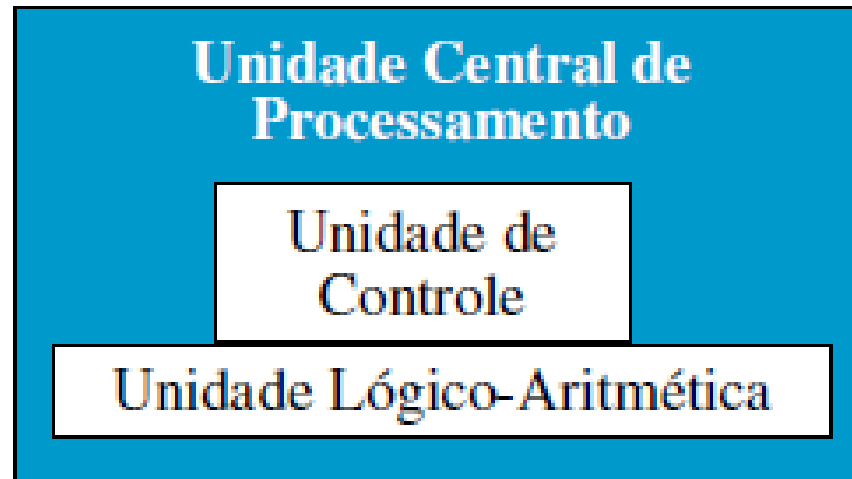 Unidade Central de
Processamento
Unidade de
Controle
Unidade Lógico-Aritmética